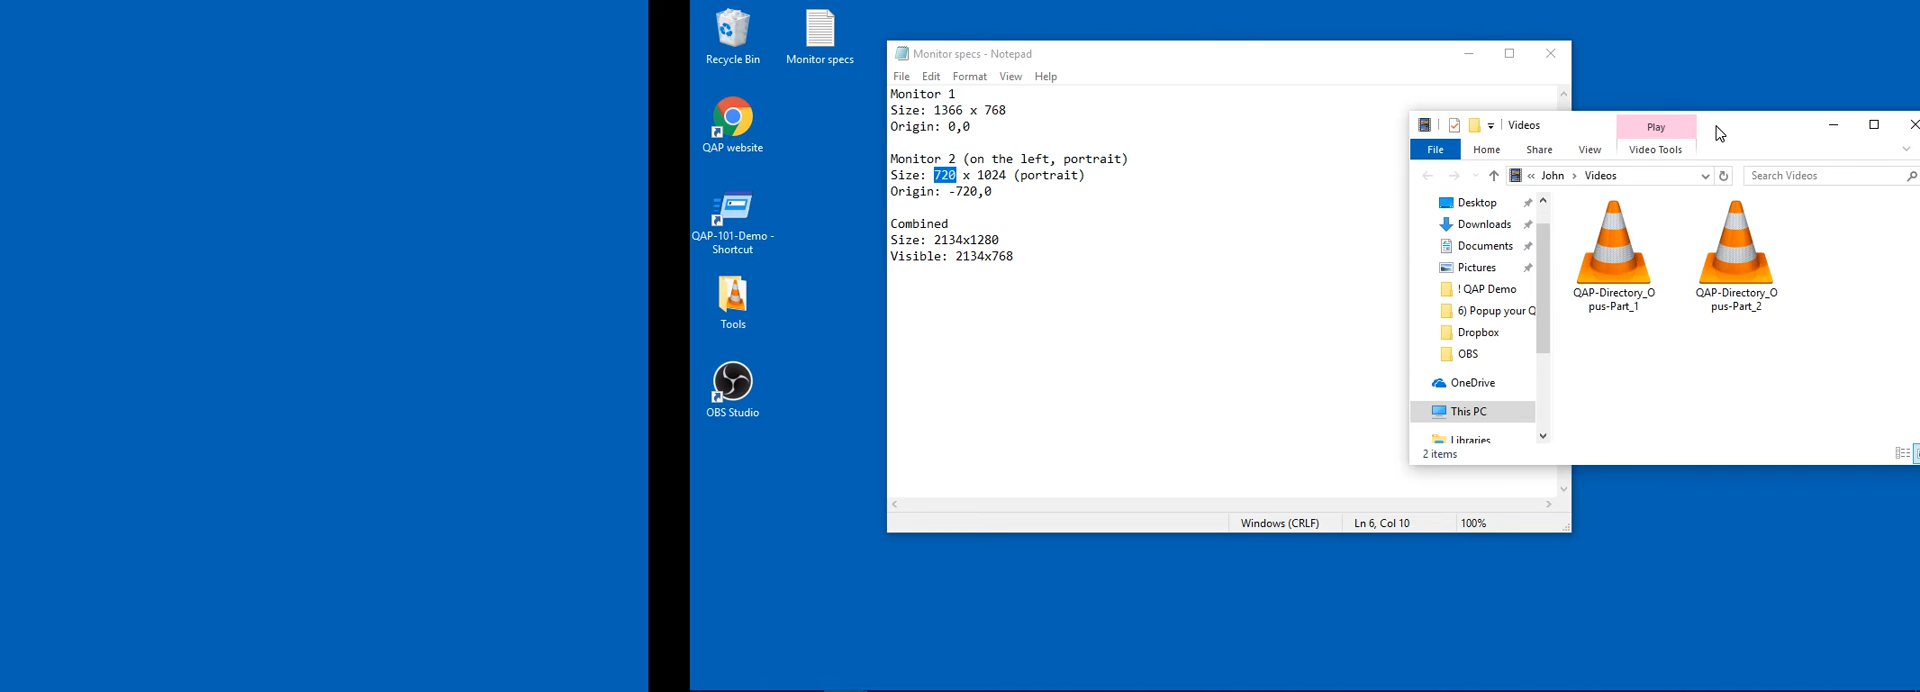 Recycle Bin
Monitor specs
QAP website
QAP-101-Demo -
Shortcut
Tools
OBS Studio
Monitor specs - Notepad
File Edit Format View Help
Monitor 1
Size: 1366 x 768
Origin: 0,0
Monitor 2 (on the left, portrait)
Size: 720 x 1024 (portrait)
Origin: -720,0
Combined
Size: 2134x1280
Visible: 2134x768
Windows (CRLF) Ln 6, Col 10 100%
Videos Play
File Home Share View Video Tools
« John › Videos Search Videos
Desktop
Downloads
Documents
Pictures
! QAP Demo
6) Popup your Q
Dropbox
OBS
OneDrive
This PC
Libraries
QAP-Directory_O
pus-Part_1
QAP-Directory_O
pus-Part_2
2 items